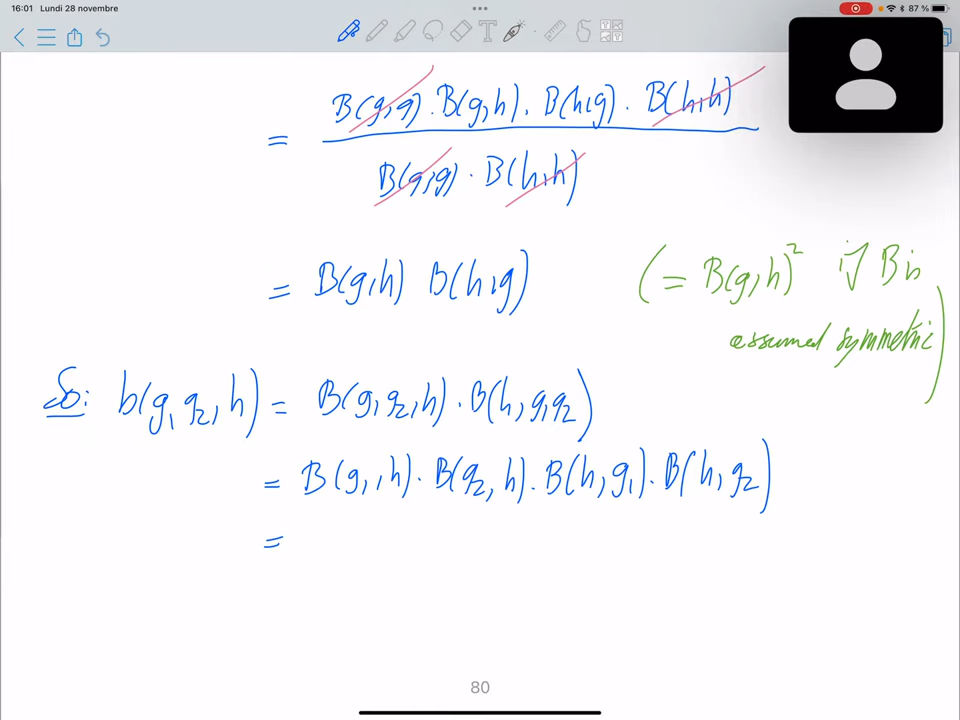 16:01 Lundi 28 novembre 87 %
= B(g,g) · B(g,h) · B(h,g) · B(h,h) / B(g,g) · B(h,h)
= B(g,h) B(h,g) (= B(g,h)² if B is
assumed symmetric)
So: b(g₁g₂,h) = B(g₁g₂,h) · B(h,g₁g₂)
= B(g₁,h) · B(g₂,h) · B(h,g₁) · B(h,g₂)
=
80